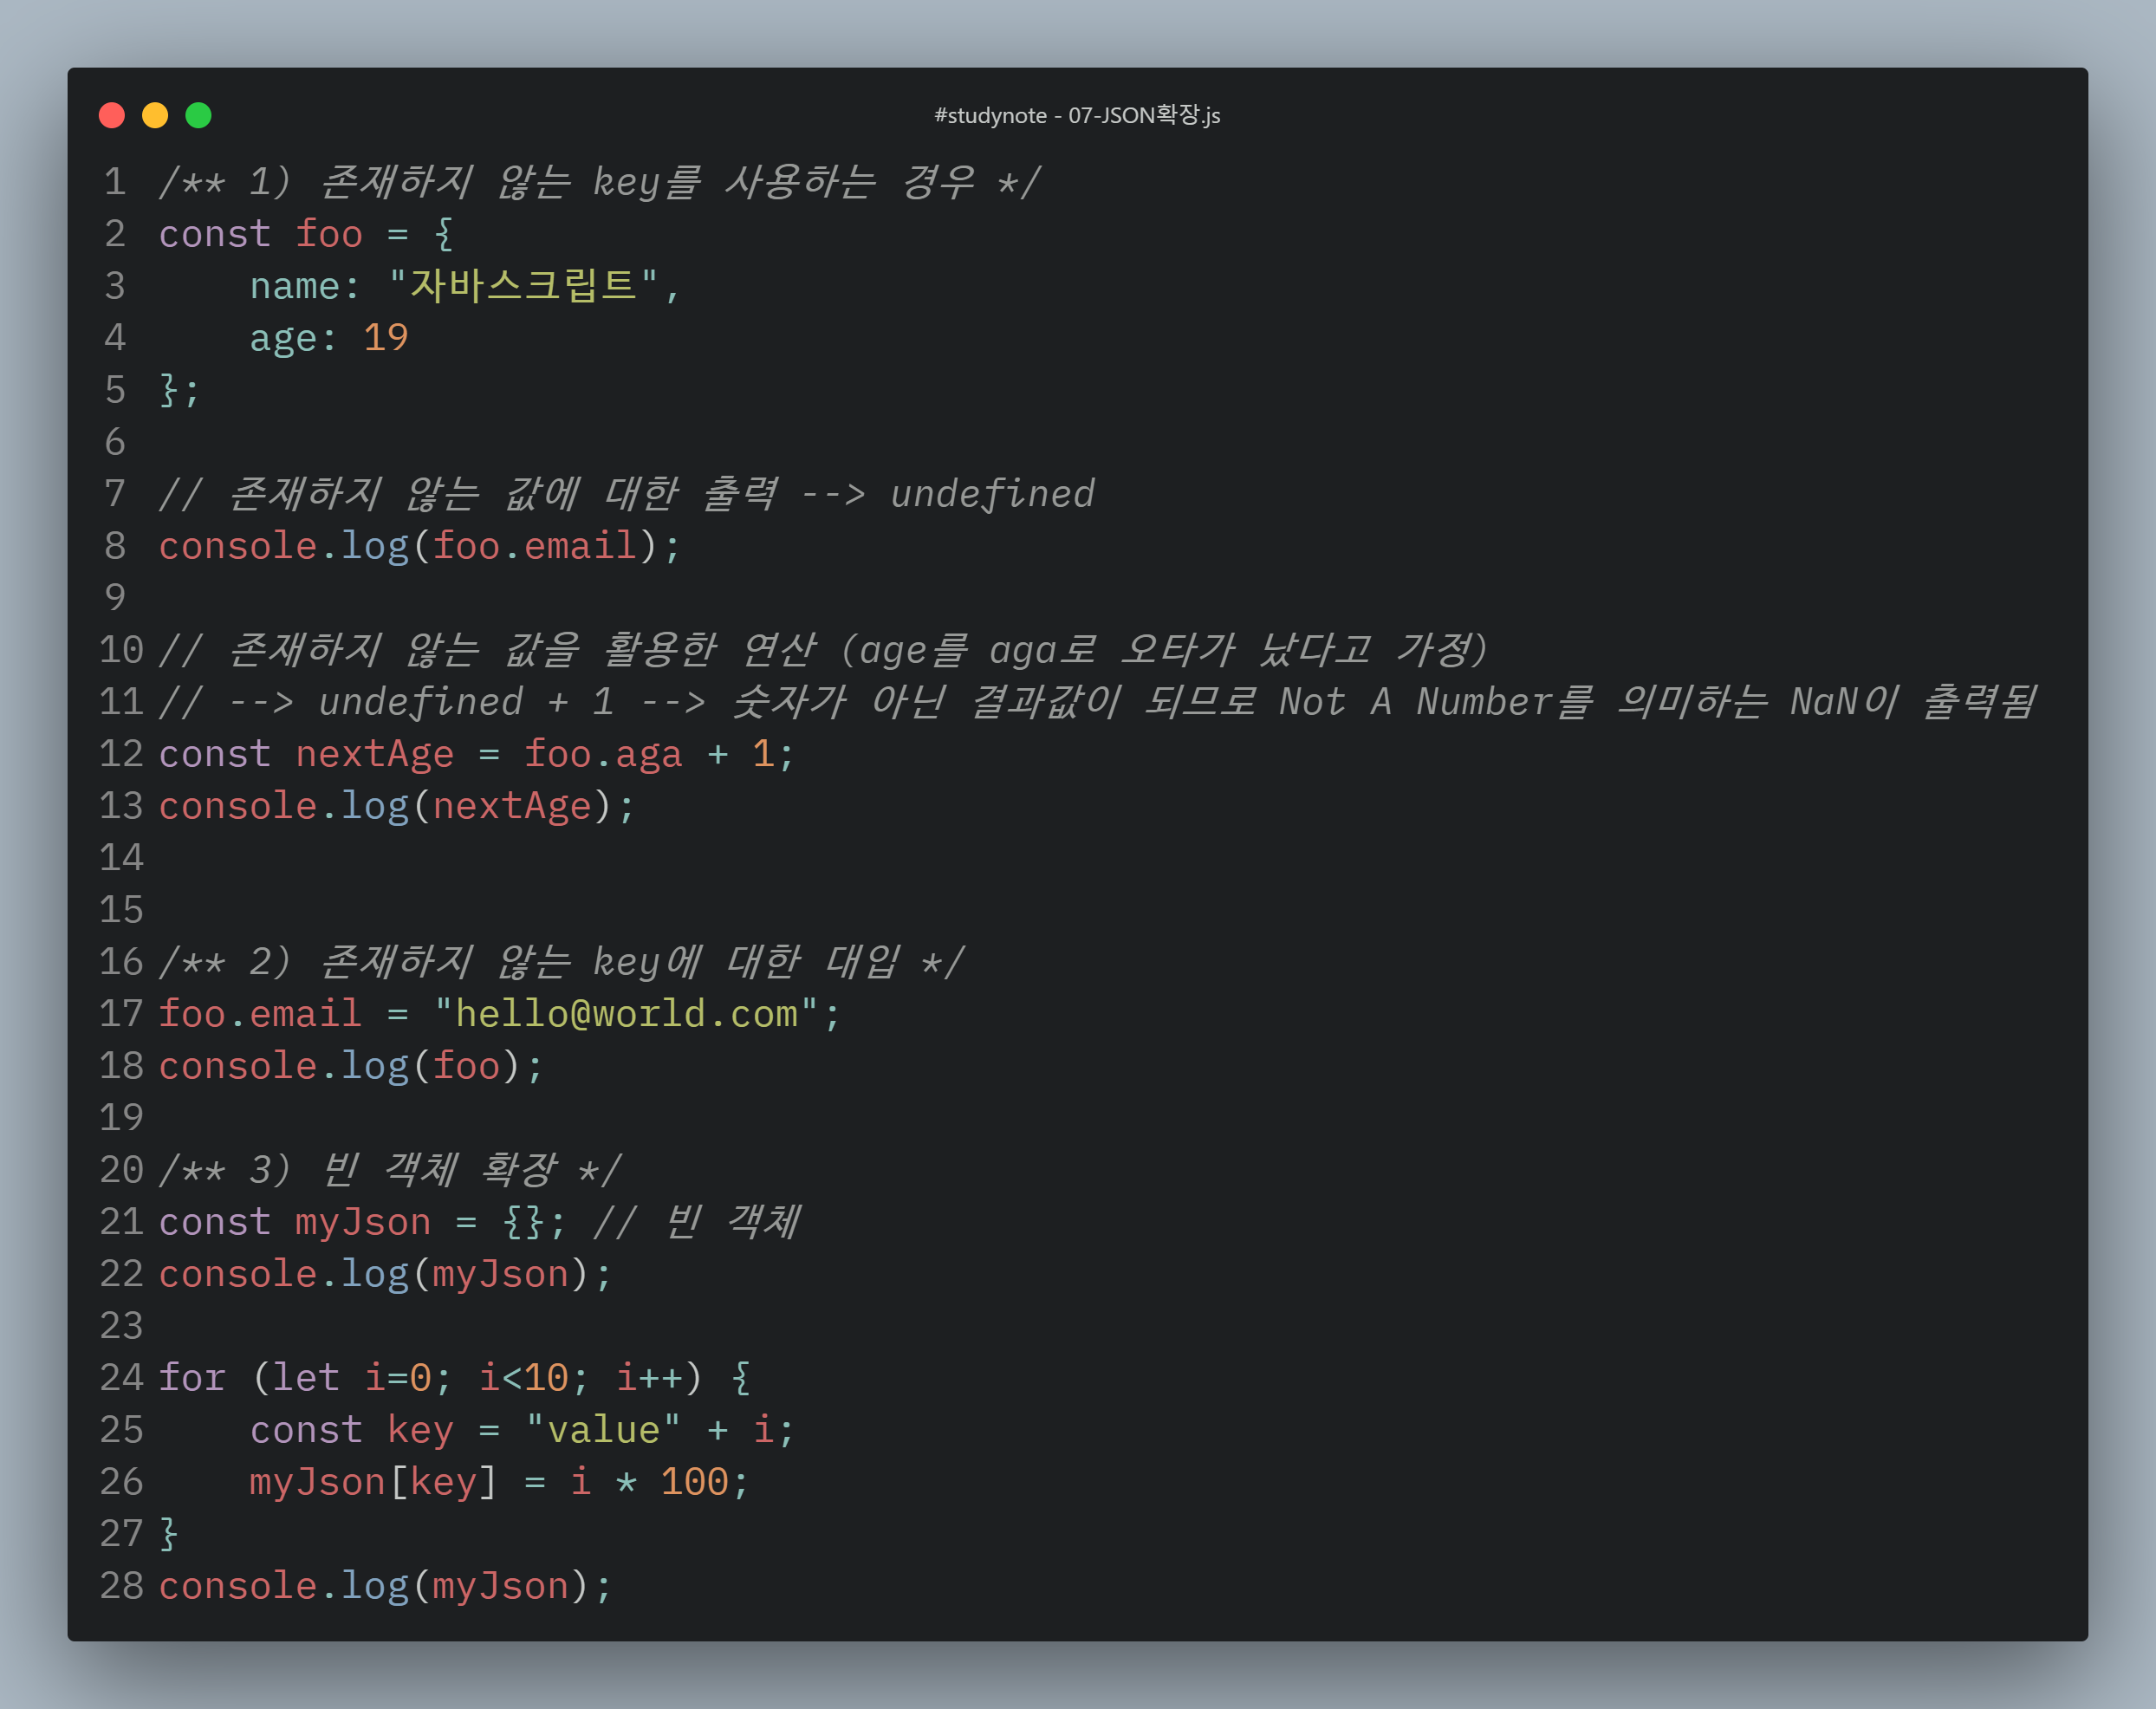 #studynote - 07-JSON확장.js
1 /** 1) 존재하지 않는 key를 사용하는 경우 */
2 const foo = {
3     name: "자바스크립트",
4     age: 19
5 };
6
7 // 존재하지 않는 값에 대한 출력 --> undefined
8 console.log(foo.email);
9
10 // 존재하지 않는 값을 활용한 연산 (age를 aga로 오타가 났다고 가정)
11 // --> undefined + 1 --> 숫자가 아닌 결과값이 되므로 Not A Number를 의미하는 NaN이 출력됨
12 const nextAge = foo.aga + 1;
13 console.log(nextAge);
14
15
16 /** 2) 존재하지 않는 key에 대한 대입 */
17 foo.email = "hello@world.com";
18 console.log(foo);
19
20 /** 3) 빈 객체 확장 */
21 const myJson = {}; // 빈 객체
22 console.log(myJson);
23
24 for (let i=0; i<10; i++) {
25     const key = "value" + i;
26     myJson[key] = i * 100;
27 }
28 console.log(myJson);